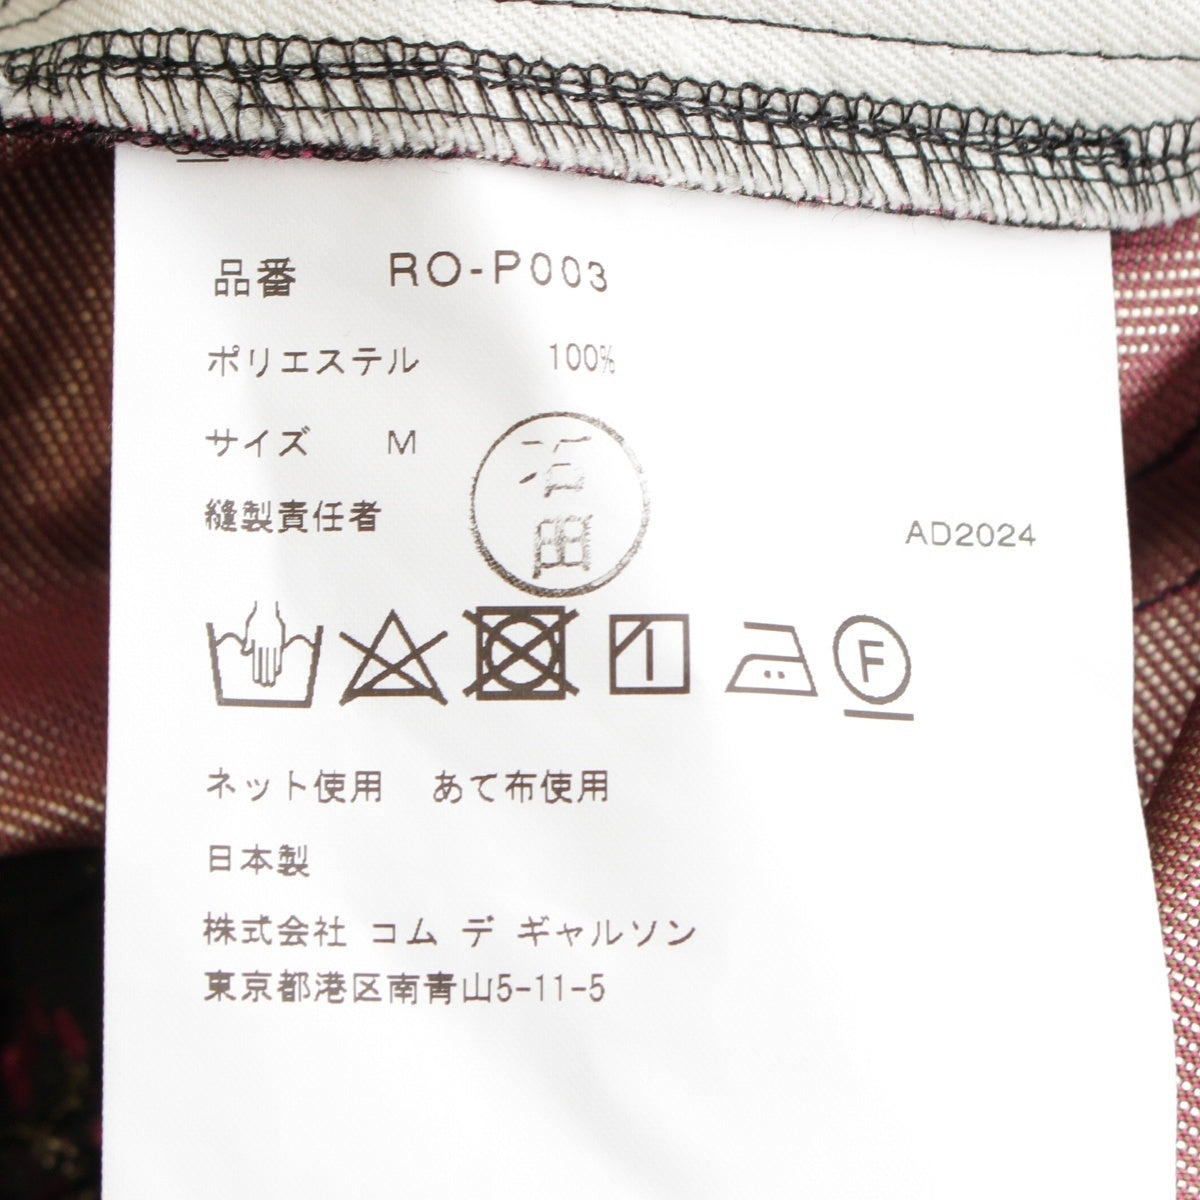 品番 RO-P003
ポリエステル 100%
サイズ M
縫製責任者
田
AD2024
F
ネット使用 あて布使用
日本製
株式会社 コム デ ギャルソン
東京都港区南青山5-11-5